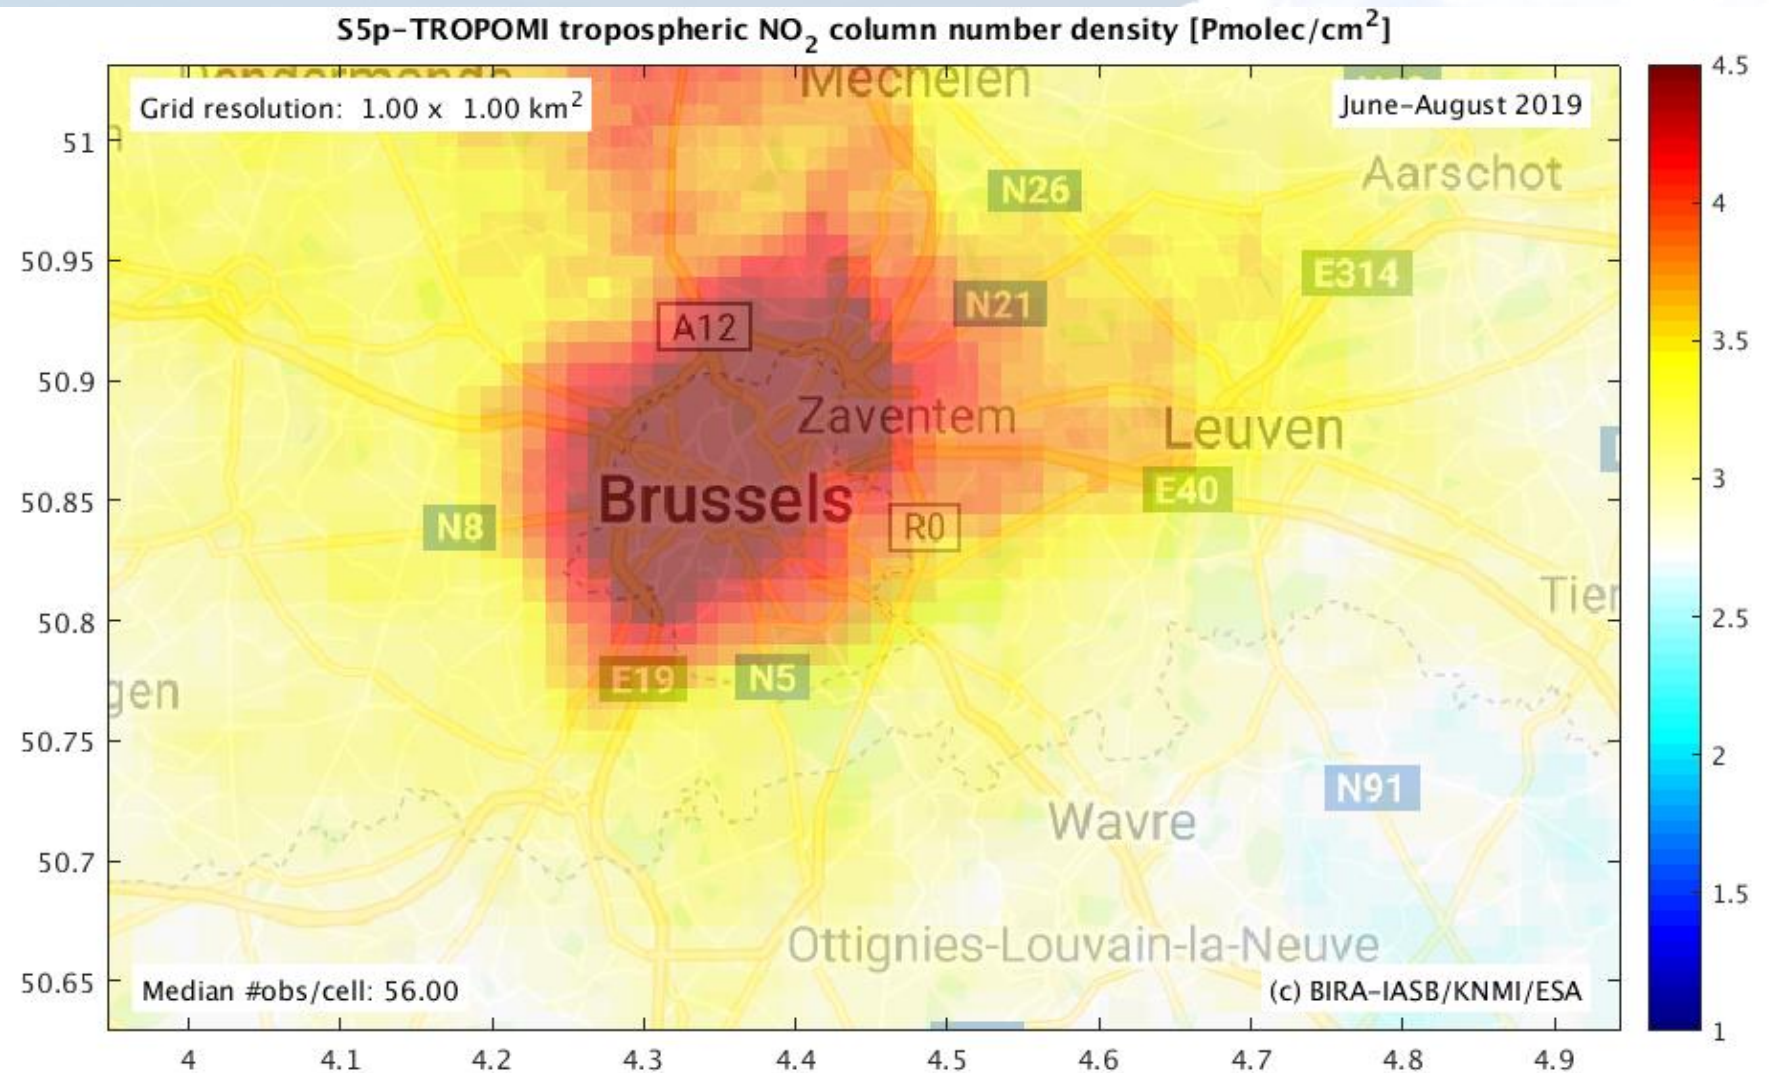 S5p-TROPOMI tropospheric NO₂ column number density [Pmolec/cm²]
Grid resolution: 1.00 x 1.00 km²
Mechelen
June-August 2019
Aarschot
N26
E314
N21
A12
Zaventem
Leuven
Brussels
E40
N8
R0
Tier
gen
E19
N5
N91
Wavre
Ottignies-Louvain-la-Neuve
Median #obs/cell: 56.00
(c) BIRA-IASB/KNMI/ESA
51
50.95
50.9
50.85
50.8
50.75
50.7
50.65
4 4.1 4.2 4.3 4.4 4.5 4.6 4.7 4.8 4.9
4.5
4
3.5
3
2.5
2
1.5
1